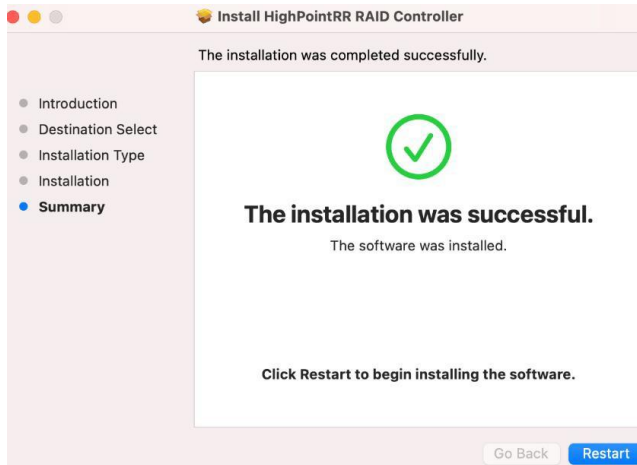 Install HighPointRR RAID Controller
The installation was completed successfully.
Introduction
Destination Select
Installation Type
Installation
Summary
The installation was successful.
The software was installed.
Click Restart to begin installing the software.
Go Back
Restart